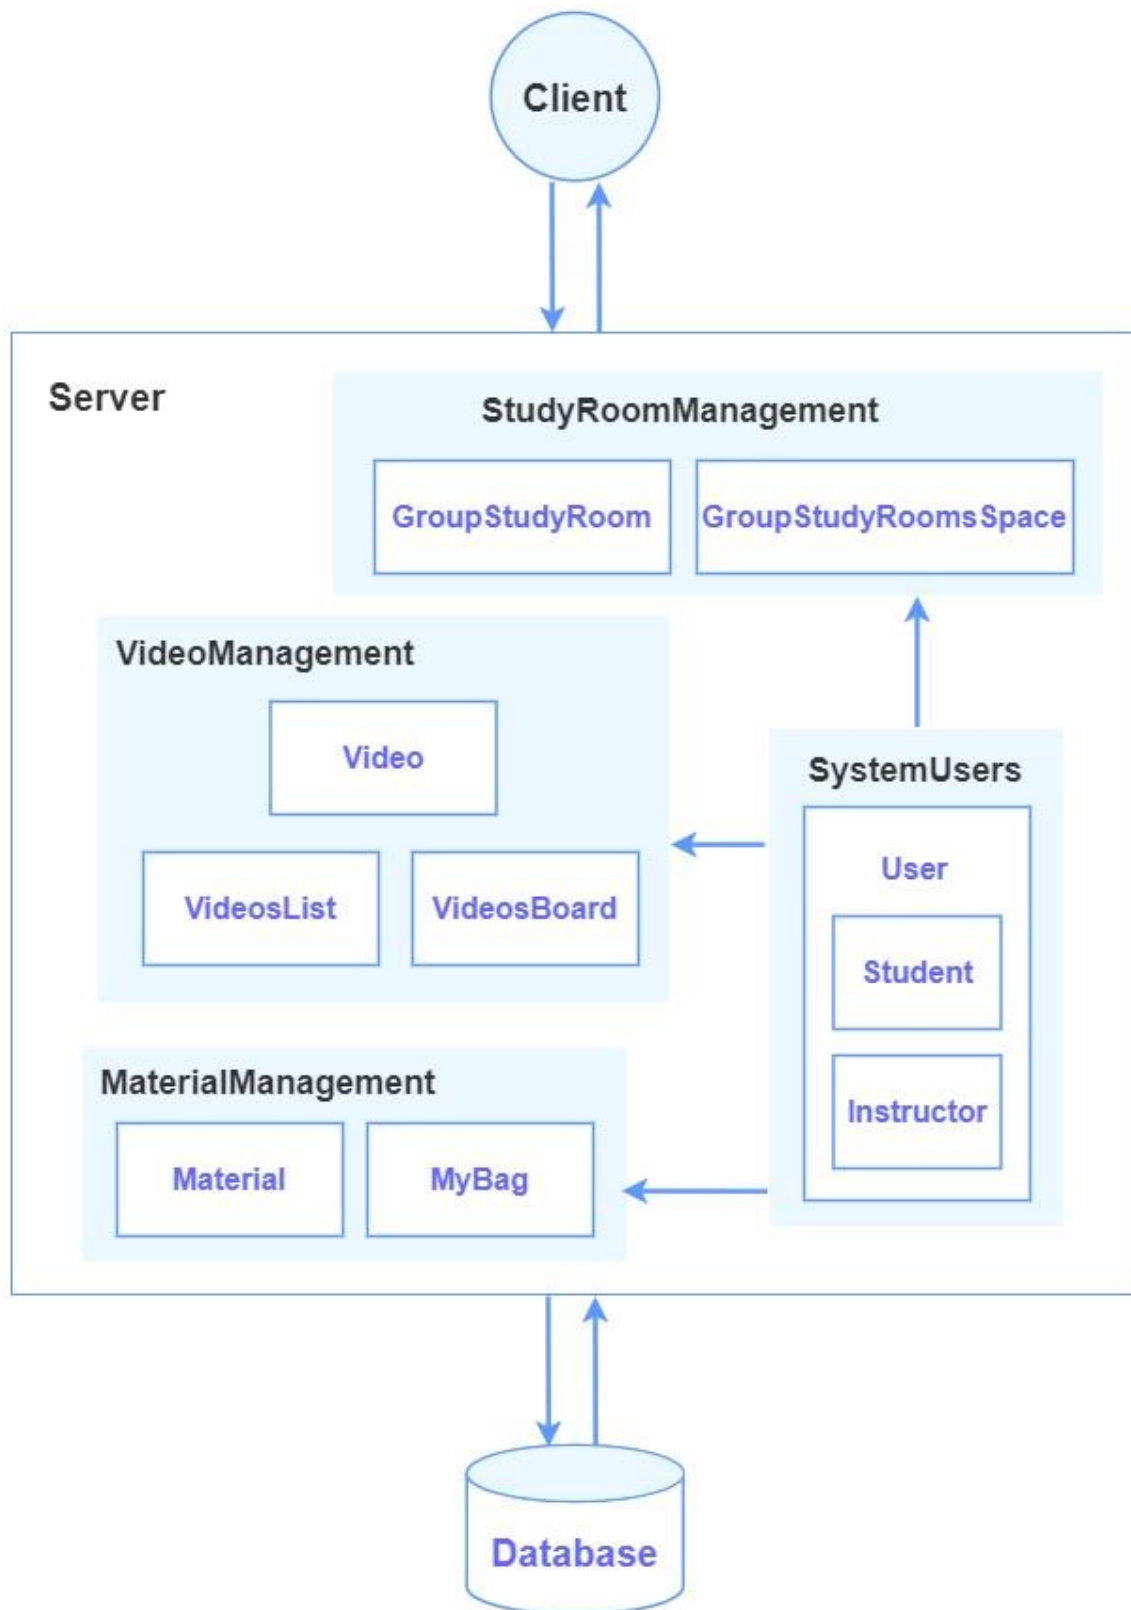 Client
Server
StudyRoomManagement
GroupStudyRoom
GroupStudyRoomsSpace
VideoManagement
Video
VideosList
VideosBoard
SystemUsers
User
Student
Instructor
MaterialManagement
Material
MyBag
Database